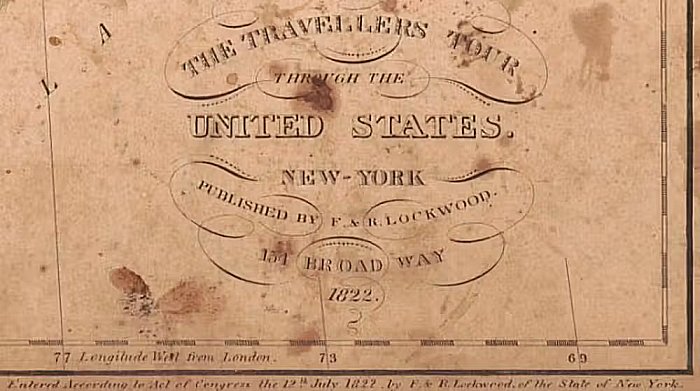 L A
THE TRAVELLERS TOUR
THROUGH THE
UNITED STATES.
NEW-YORK
PUBLISHED BY F. & R. LOCKWOOD.
154 BROAD WAY
1822.
77 Longitude West from London. 73 69
Entered According to Act of Congress the 12th July 1822 by F. & R. Lockwood, of the State of New York.